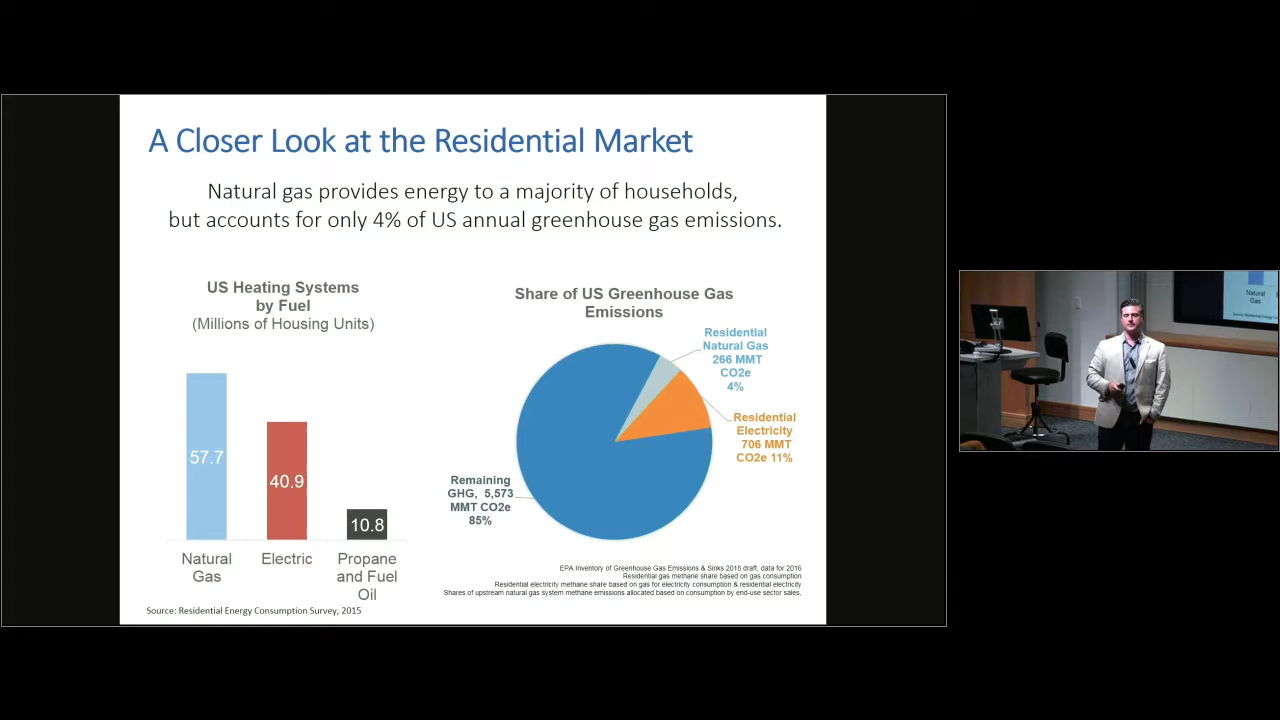 A Closer Look at the Residential Market
Natural gas provides energy to a majority of households,
but accounts for only 4% of US annual greenhouse gas emissions.
US Heating Systems
by Fuel
(Millions of Housing Units)
57.7
40.9
10.8
Natural
Gas
Electric
Propane
and Fuel
Oil
Source: Residential Energy Consumption Survey, 2015
Share of US Greenhouse Gas
Emissions
Residential
Natural Gas
266 MMT
CO2e
4%
Residential
Electricity
706 MMT
CO2e 11%
Remaining
GHG, 5,573
MMT CO2e
85%
EPA Inventory of Greenhouse Gas Emissions & Sinks 2018 draft, data for 2016
Residential gas methane share based on gas consumption
Residential electricity methane share based on gas for electricity consumption & residential electricity
Shares of upstream natural gas system methane emissions allocated based on consumption by end-use sector sales,
Natural
Gas